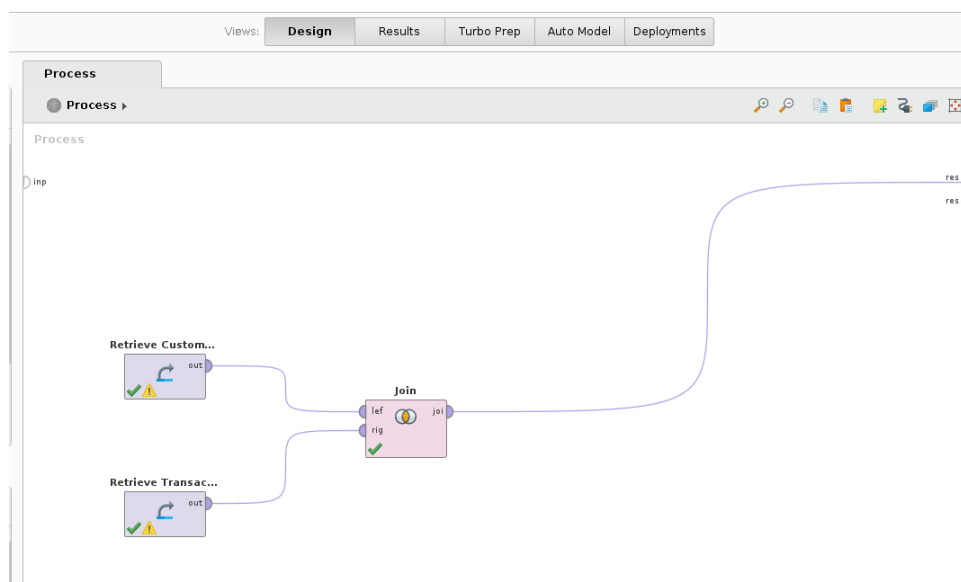 Views: Design Results Turbo Prep Auto Model Deployments
Process
Process
Process
inp
res
res
Retrieve Custom...
out
Join
lef joi
rig
Retrieve Transac...
out